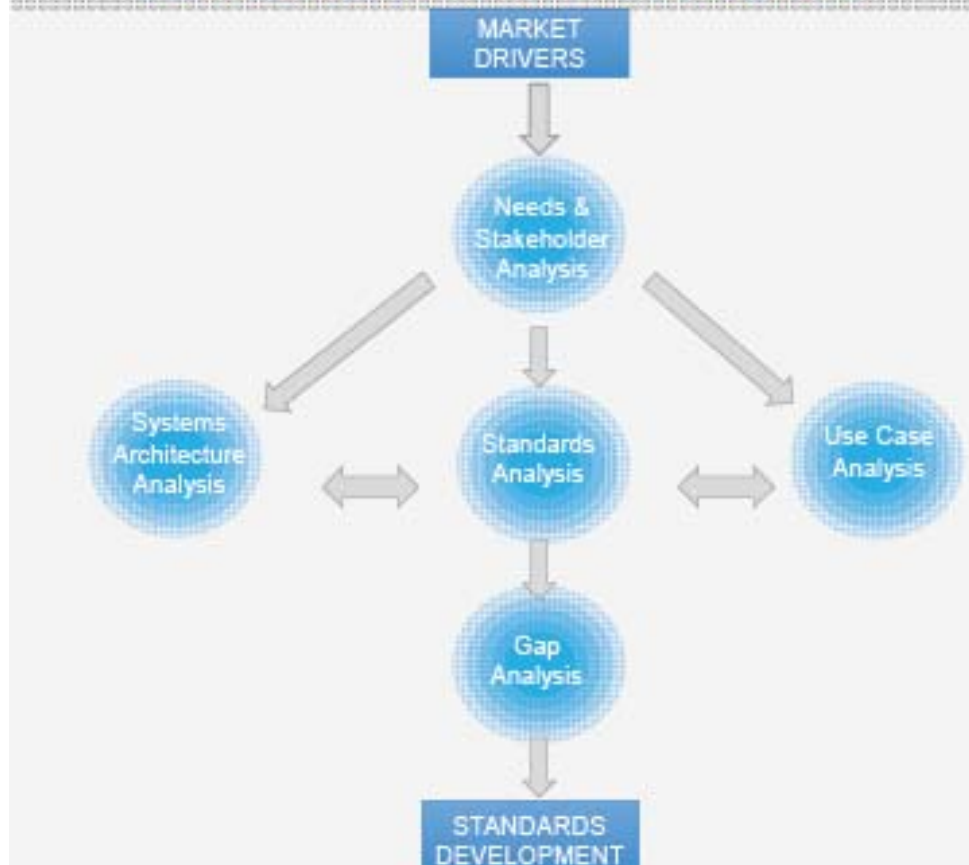 MARKET
DRIVERS
Needs &
Stakeholder
Analysis
Systems
Architecture
Analysis
Standards
Analysis
Use Case
Analysis
Gap
Analysis
STANDARDS
DEVELOPMENT